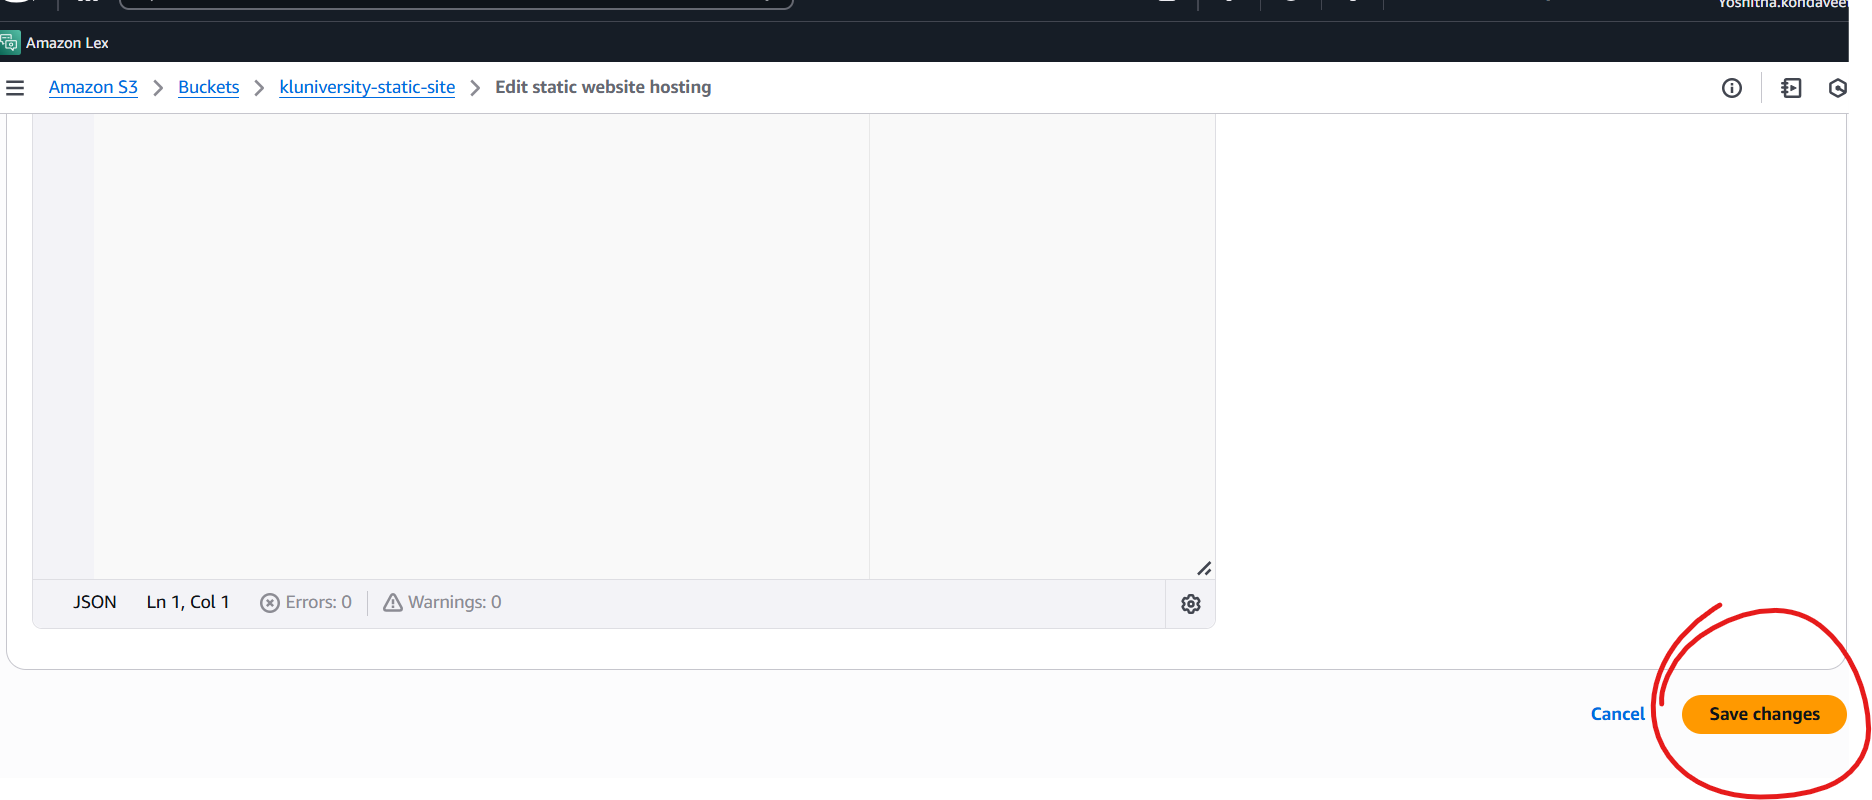 Amazon Lex
Amazon S3 > Buckets > kluniversity-static-site > Edit static website hosting
JSON Ln 1, Col 1 Errors: 0 Warnings: 0
Cancel Save changes